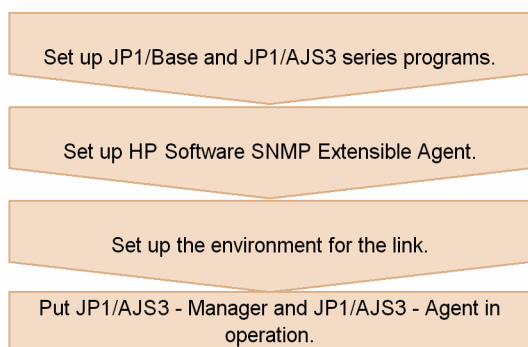 Set up JP1/Base and JP1/AJS3 series programs.
Set up HP Software SNMP Extensible Agent.
Set up the environment for the link.
Put JP1/AJS3 - Manager and JP1/AJS3 - Agent in
operation.